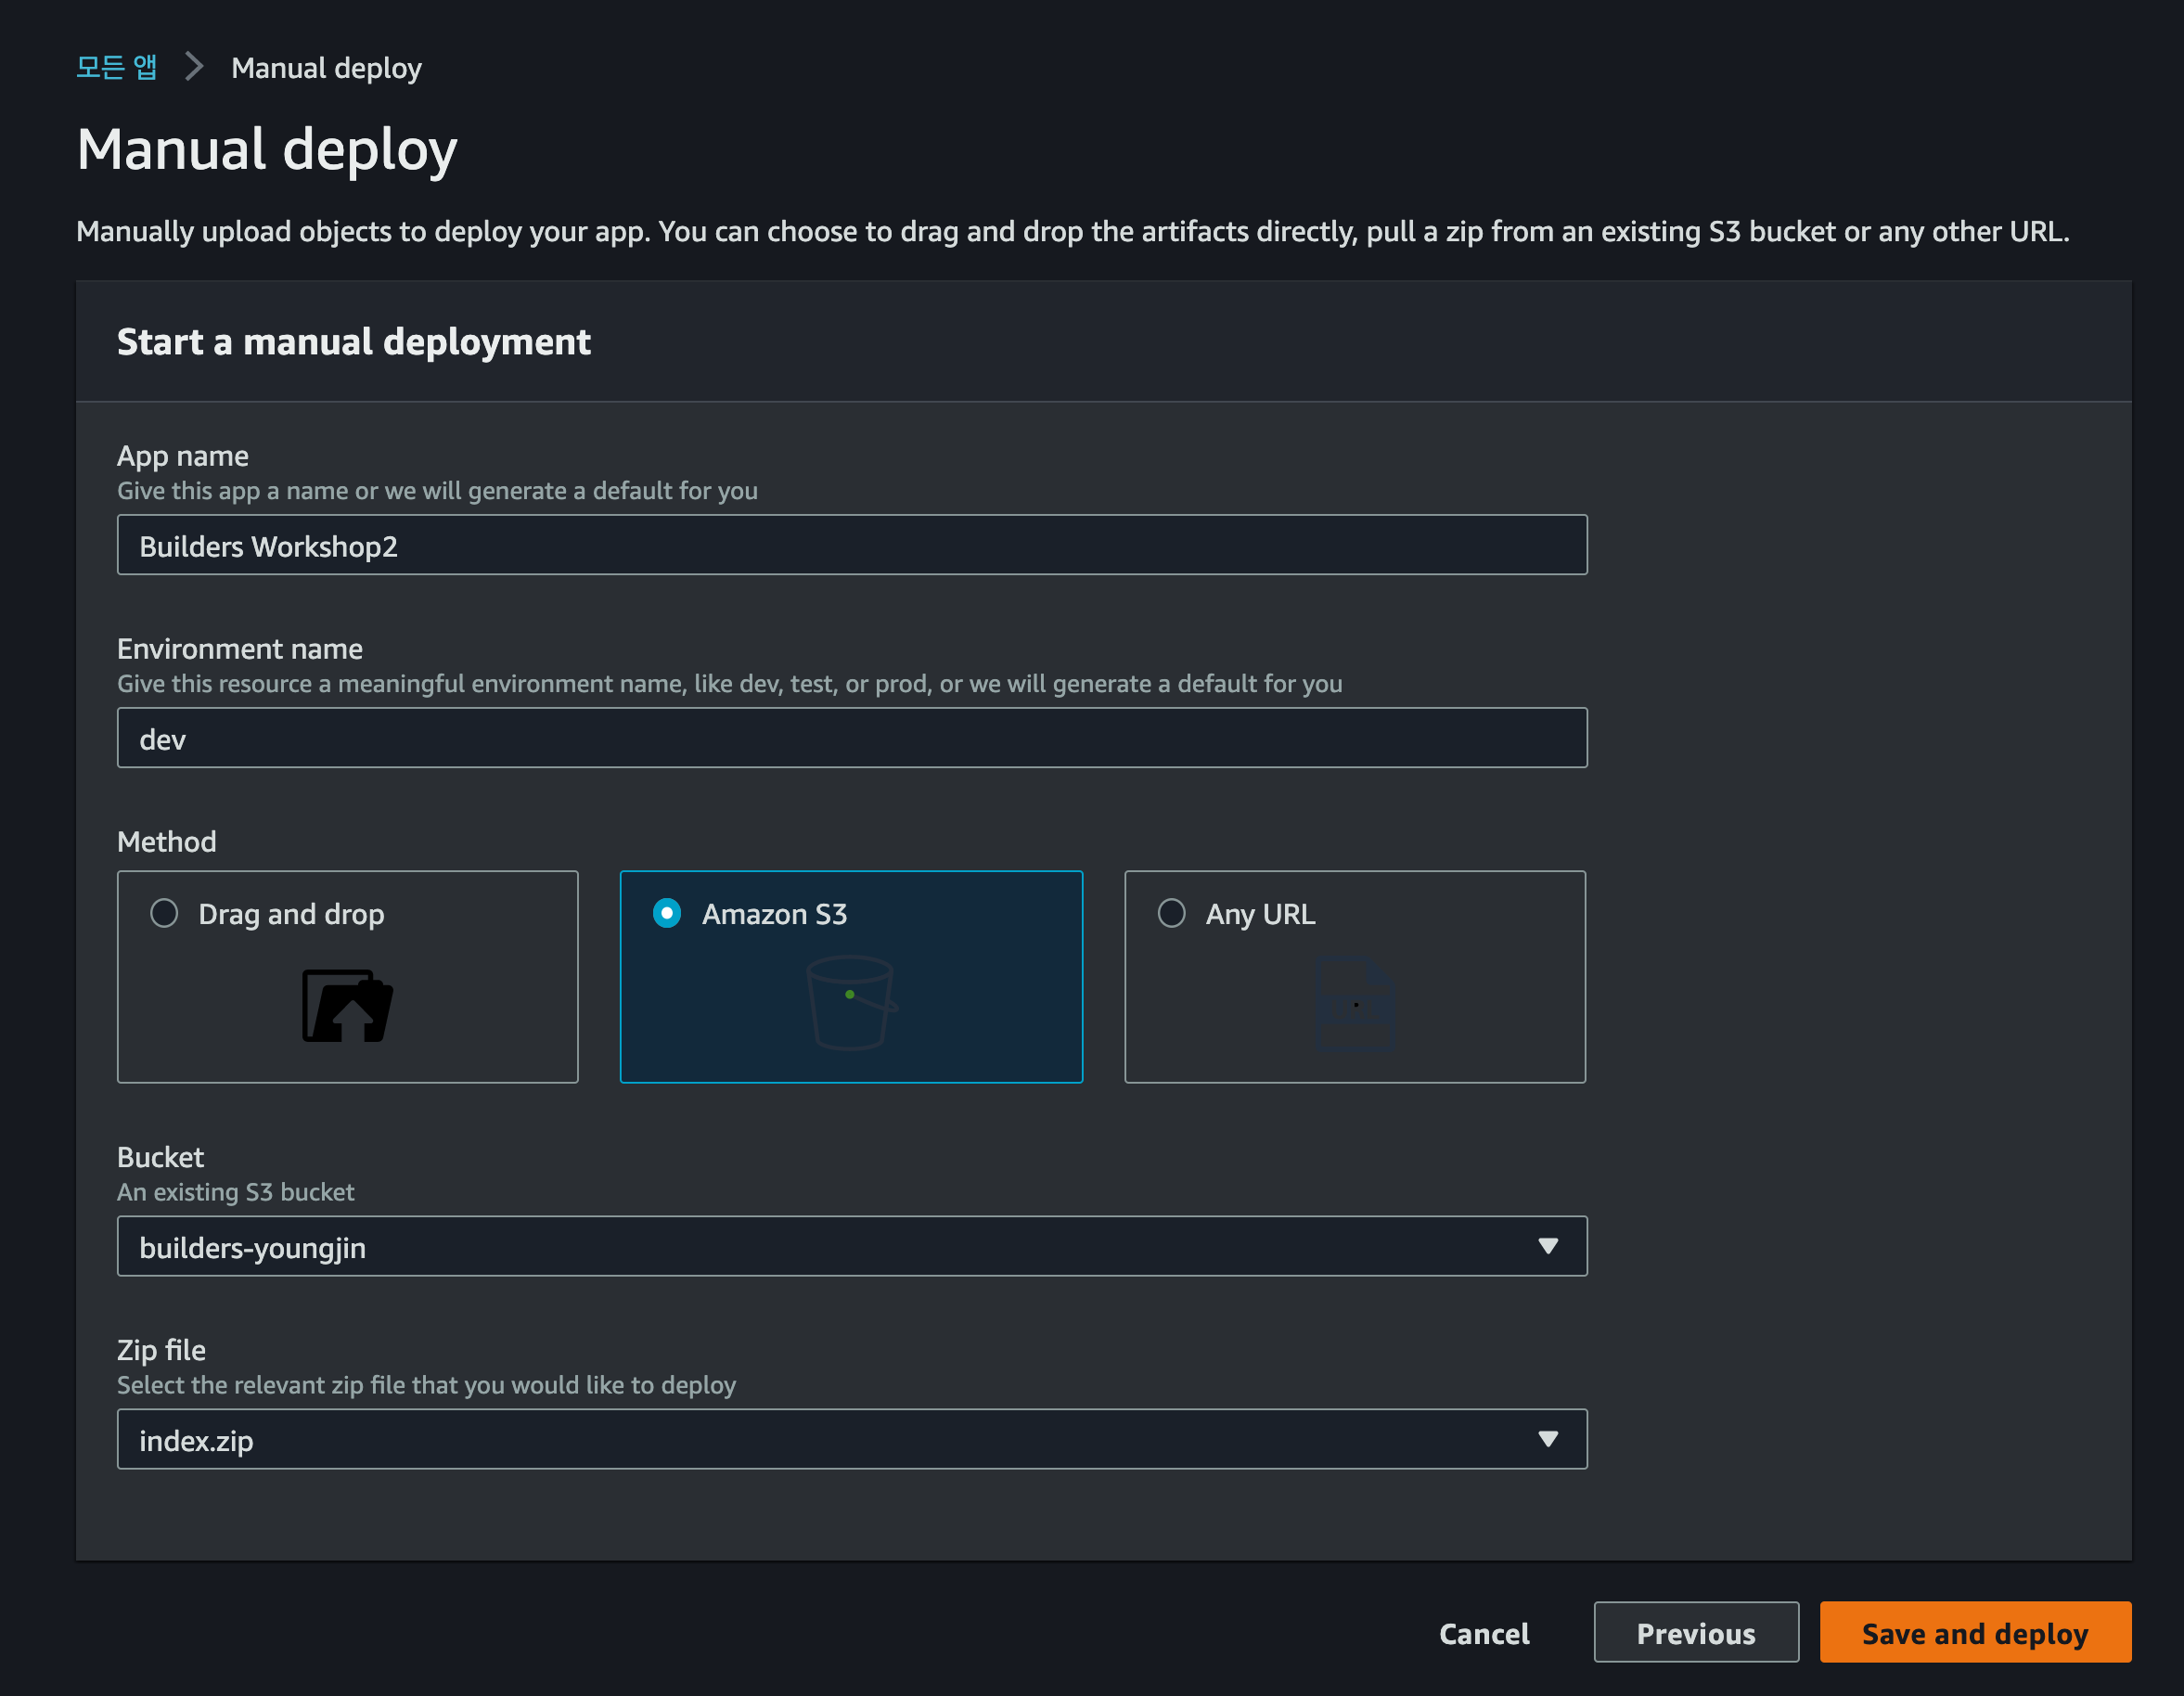 모든 앱 > Manual deploy
Manual deploy
Manually upload objects to deploy your app. You can choose to drag and drop the artifacts directly, pull a zip from an existing S3 bucket or any other URL.
Start a manual deployment
App name
Give this app a name or we will generate a default for you
Builders Workshop2
Environment name
Give this resource a meaningful environment name, like dev, test, or prod, or we will generate a default for you
dev
Method
Drag and drop Amazon S3 Any URL
Bucket
An existing S3 bucket
builders-youngjin
Zip file
Select the relevant zip file that you would like to deploy
index.zip
Cancel Previous Save and deploy